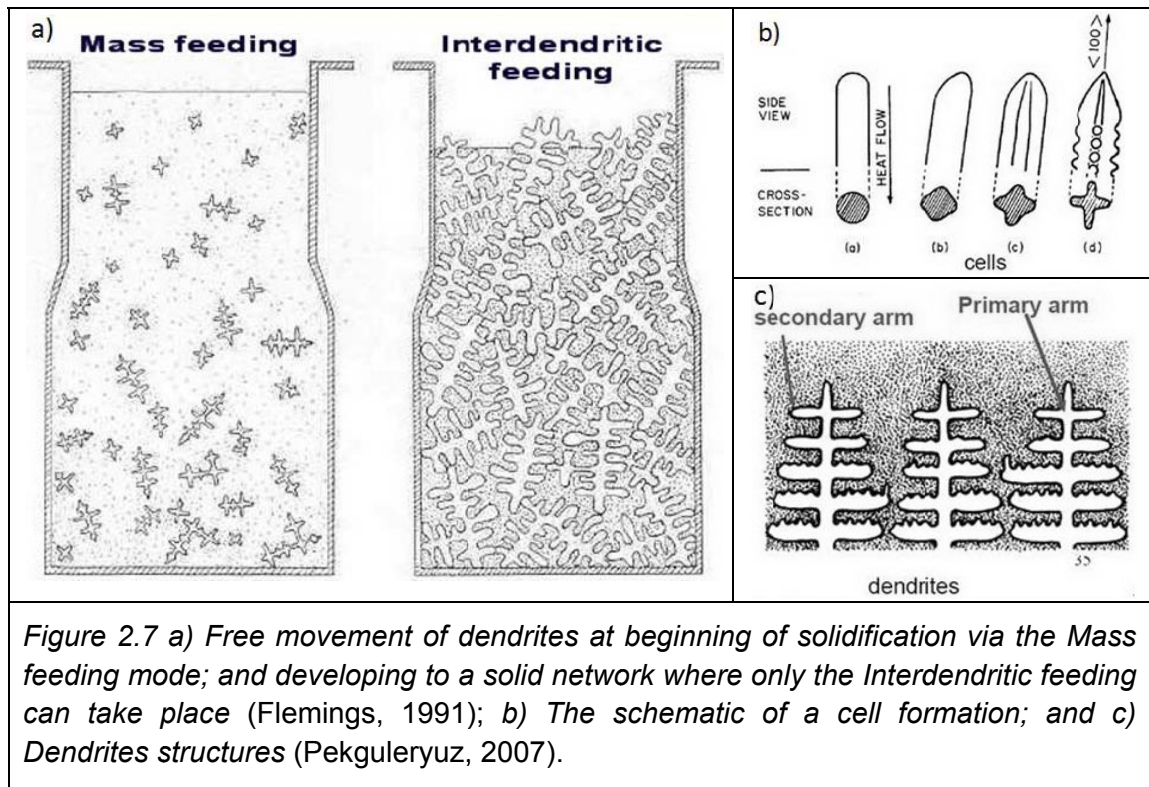 a)
Mass feeding
Interdendritic
feeding
b)
SIDE
VIEW
CROSS-
SECTION
HEAT FLOW
<100>
(a)
(b)
(c)
(d)
cells
c)
secondary arm
Primary arm
35
dendrites
Figure 2.7 a) Free movement of dendrites at beginning of solidification via the Mass
feeding mode; and developing to a solid network where only the Interdendritic feeding
can take place (Flemings, 1991); b) The schematic of a cell formation; and c)
Dendrites structures (Pekguleryuz, 2007).